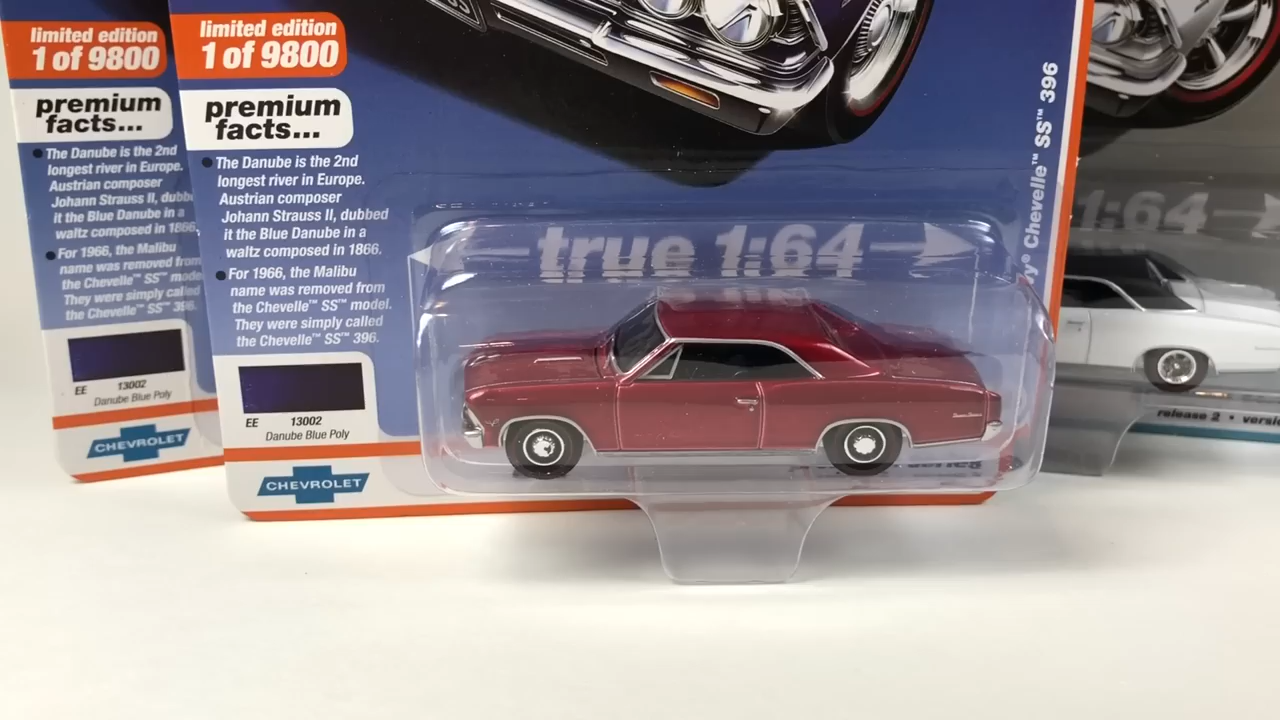 limited edition
1 of 9800
premium
facts...
The Danube is the 2nd
longest river in Europe.
Austrian composer
Johann Strauss II, dubb
it the Blue Danube in a
waltz composed in 1866.
For 1966, the Malibu
name was removed from
the Chevelle™ SS™ mode
They were simply called
the Chevelle™ SS™ 396.
EE 13002
Danube Blue Poly
CHEVROLET
limited edition
1 of 9800
premium
facts...
The Danube is the 2nd
longest river in Europe.
Austrian composer
Johann Strauss II, dubbed
it the Blue Danube in a
waltz composed in 1866.
For 1966, the Malibu
name was removed from
the Chevelle™ SS™ model.
They were simply called
the Chevelle™ SS™ 396.
EE 13002
Danube Blue Poly
CHEVROLET
true 1:64
Chevelle™ SS™ 396
1:64
release 2 •